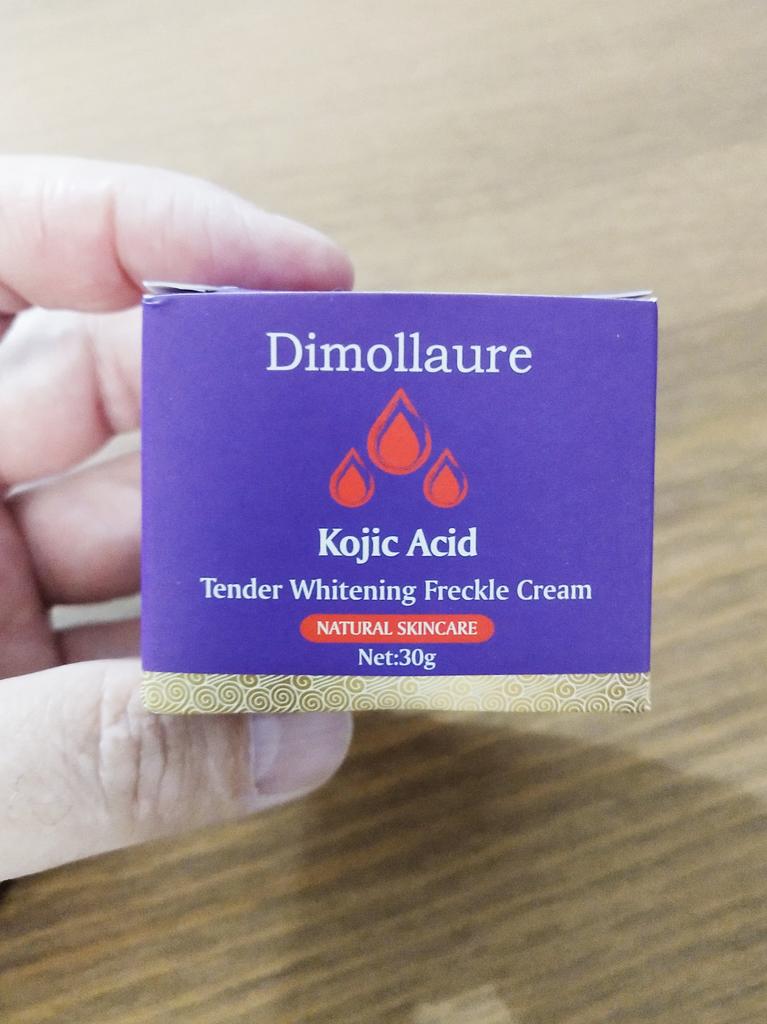 Dimollaure
Kojic Acid
Tender Whitening Freckle Cream
NATURAL SKINCARE
Net:30g